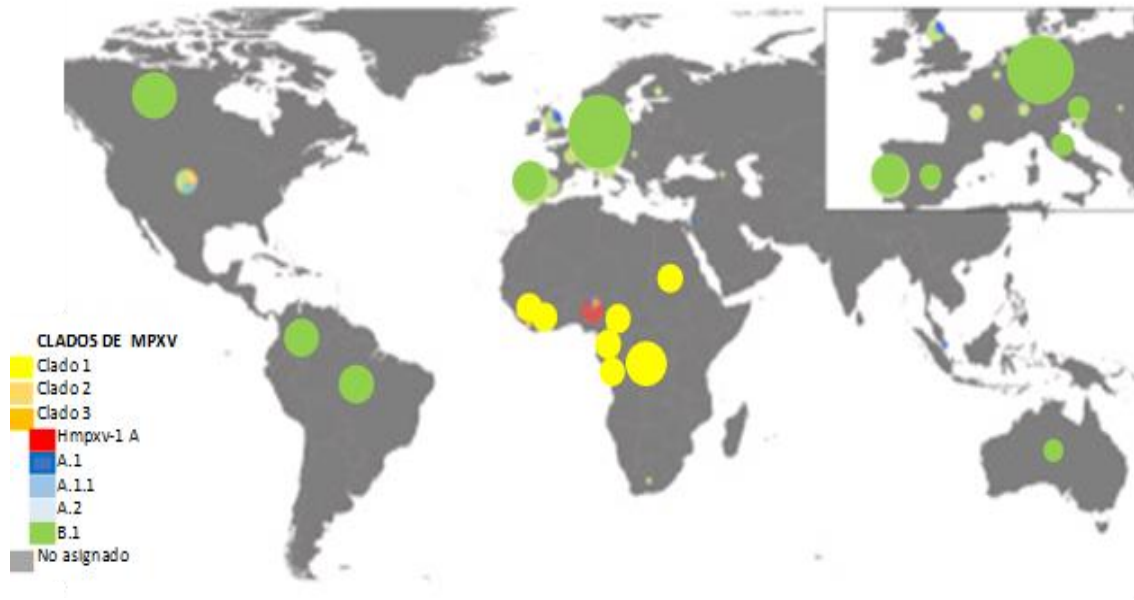 CLADOS DE MPXV
Clado 1
Clado 2
Clado 3
Hmpxv-1 A
A.1
A.1.1
A.2
B.1
No asignado